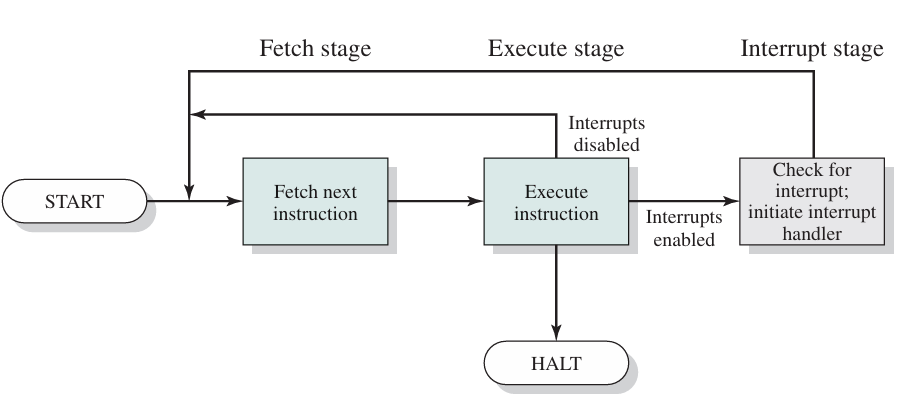 Fetch stage
Execute stage
Interrupt stage
Interrupts
disabled
START
Fetch next
instruction
Execute
instruction
Interrupts
enabled
Check for
interrupt;
initiate interrupt
handler
HALT